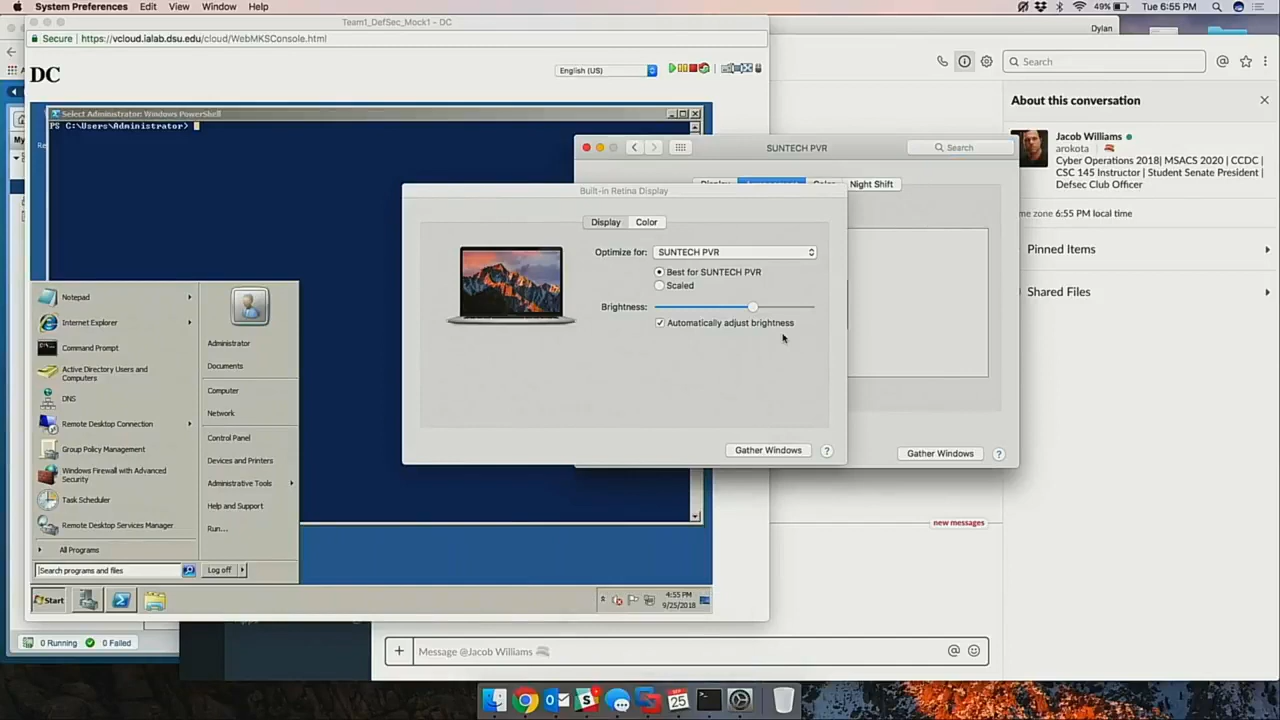 System Preferences Edit View Window Help
49% Tue 6:55 PM
Team1_DefSec_Mock1 - DC
Dylan
Secure https://vcloud.ialab.dsu.edu/cloud/WebMKSConsole.html
Search
DC
English (US)
About this conversation
Select Administrator: Windows PowerShell
PS C:\Users\Administrator>
My
Re
Jacob Williams
arokota
Cyber Operations 2018| MSACS 2020 | CCDC |
CSC 145 Instructor | Student Senate President |
Defsec Club Officer
SUNTECH PVR
Search
Night Shift
Built-in Retina Display
me zone 6:55 PM local time
Display Color
Pinned Items
Optimize for: SUNTECH PVR
Best for SUNTECH PVR
Scaled
Shared Files
Brightness:
Automatically adjust brightness
Notepad
Internet Explorer
Command Prompt
Active Directory Users and
Computers
DNS
Remote Desktop Connection
Group Policy Management
Windows Firewall with Advanced
Security
Task Scheduler
Remote Desktop Services Manager
All Programs
Search programs and files
Administrator
Documents
Computer
Network
Control Panel
Devices and Printers
Administrative Tools
Help and Support
Run...
Log off
Gather Windows ?
Gather Windows ?
new messages
Start
4:55 PM
9/25/2018
0 Running 0 Failed
Message @Jacob Williams
SEP
25